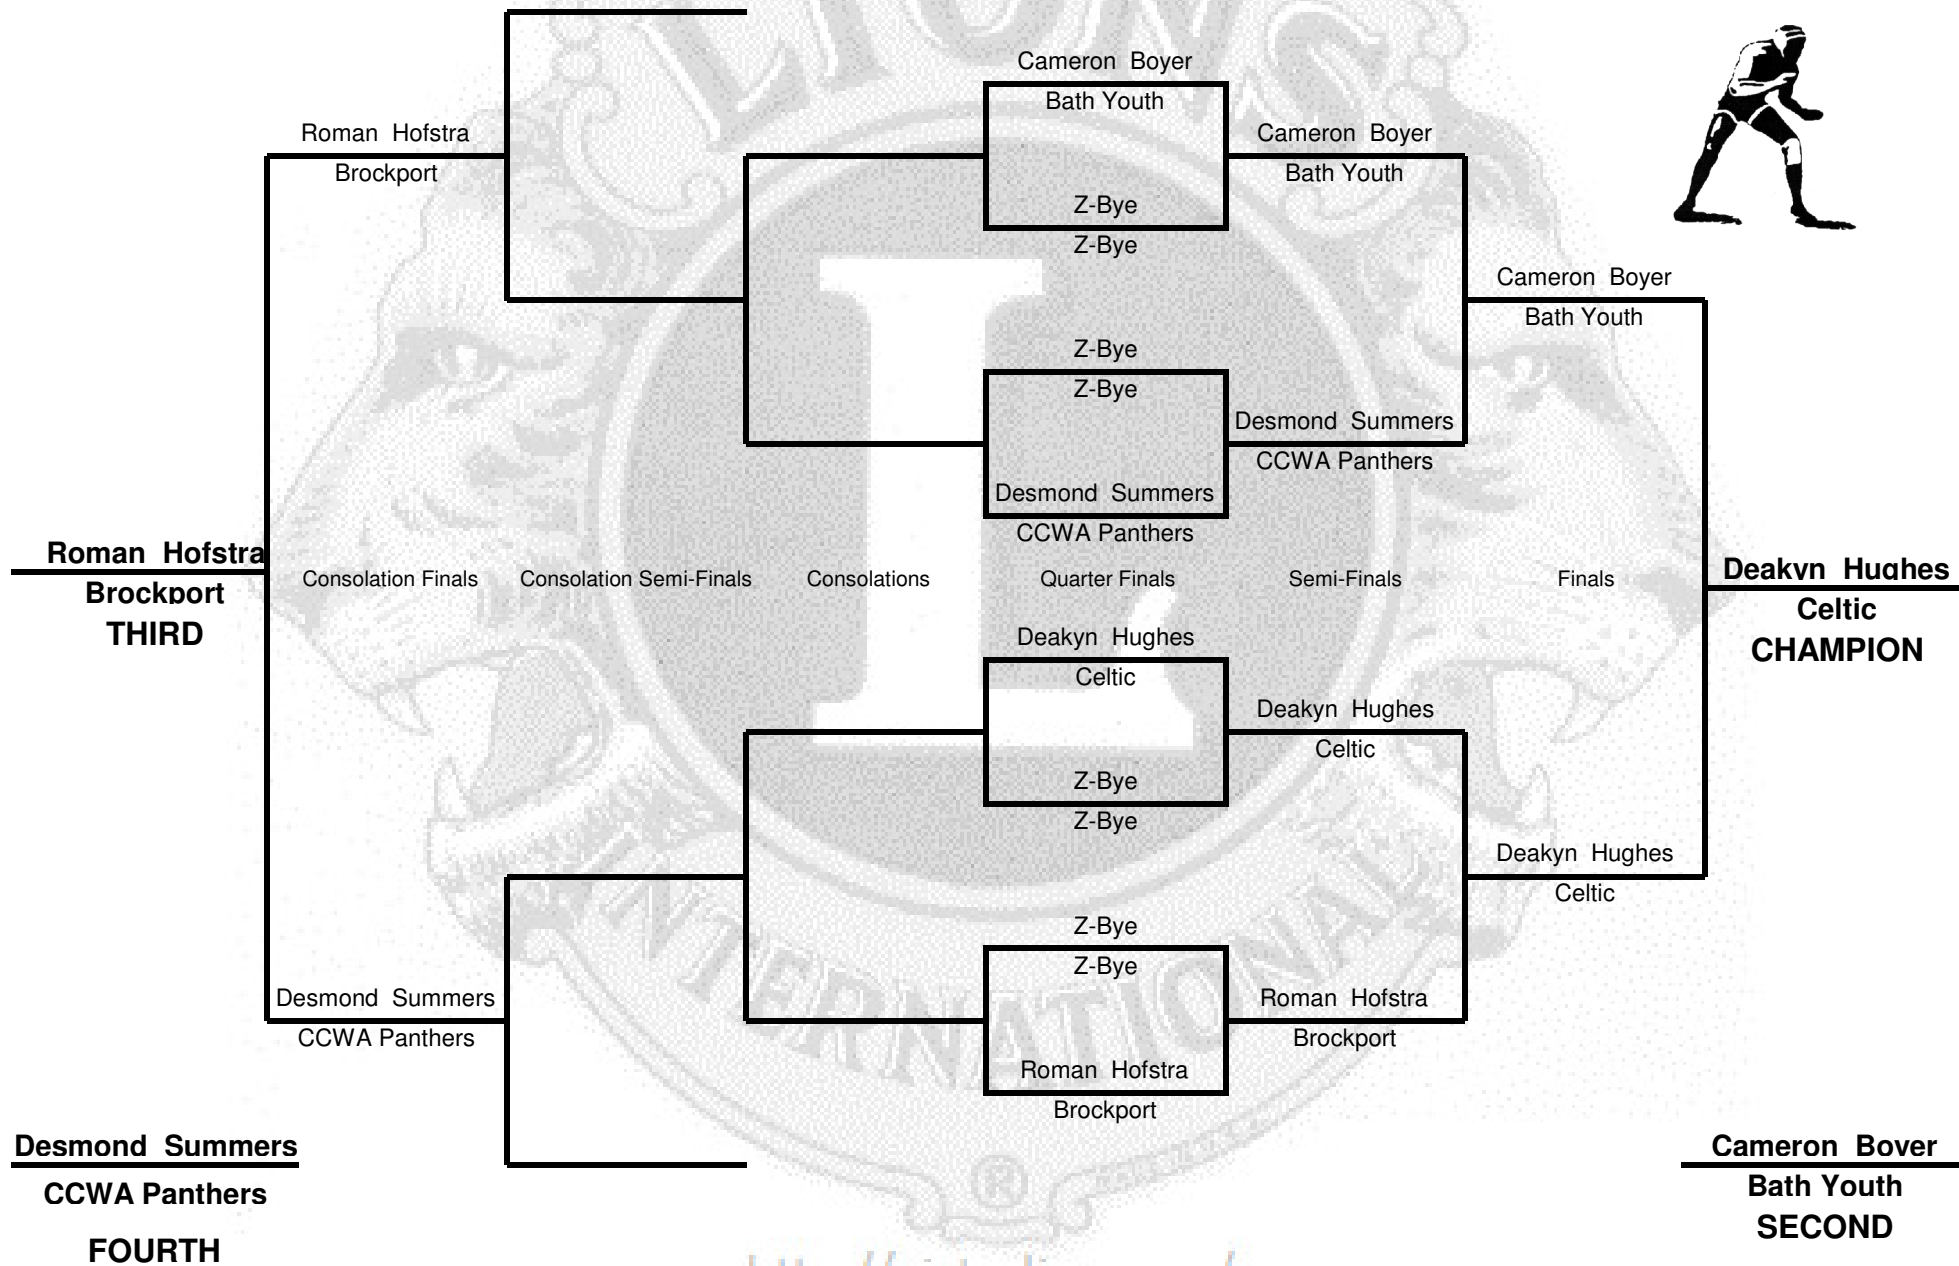 LIONS
Cameron Boyer
Bath Youth
Roman Hofstra
Brockport
Cameron Boyer
Bath Youth
Z-Bye
Z-Bye
Cameron Boyer
Bath Youth
Z-Bye
Z-Bye
Desmond Summers
CCWA Panthers
Desmond Summers
CCWA Panthers
Roman Hofstra
Brockport
THIRD
Consolation Finals
Consolation Semi-Finals
Consolations
Quarter Finals
Semi-Finals
Finals
Deakyn Hughes
Celtic
CHAMPION
L
Deakyn Hughes
Celtic
Deakyn Hughes
Celtic
Z-Bye
Z-Bye
Deakyn Hughes
Celtic
Z-Bye
Z-Bye
Desmond Summers
CCWA Panthers
Roman Hofstra
Brockport
Roman Hofstra
Brockport
INTERNATIONAL
®
Desmond Summers
CCWA Panthers
FOURTH
Cameron Boyer
Bath Youth
SECOND